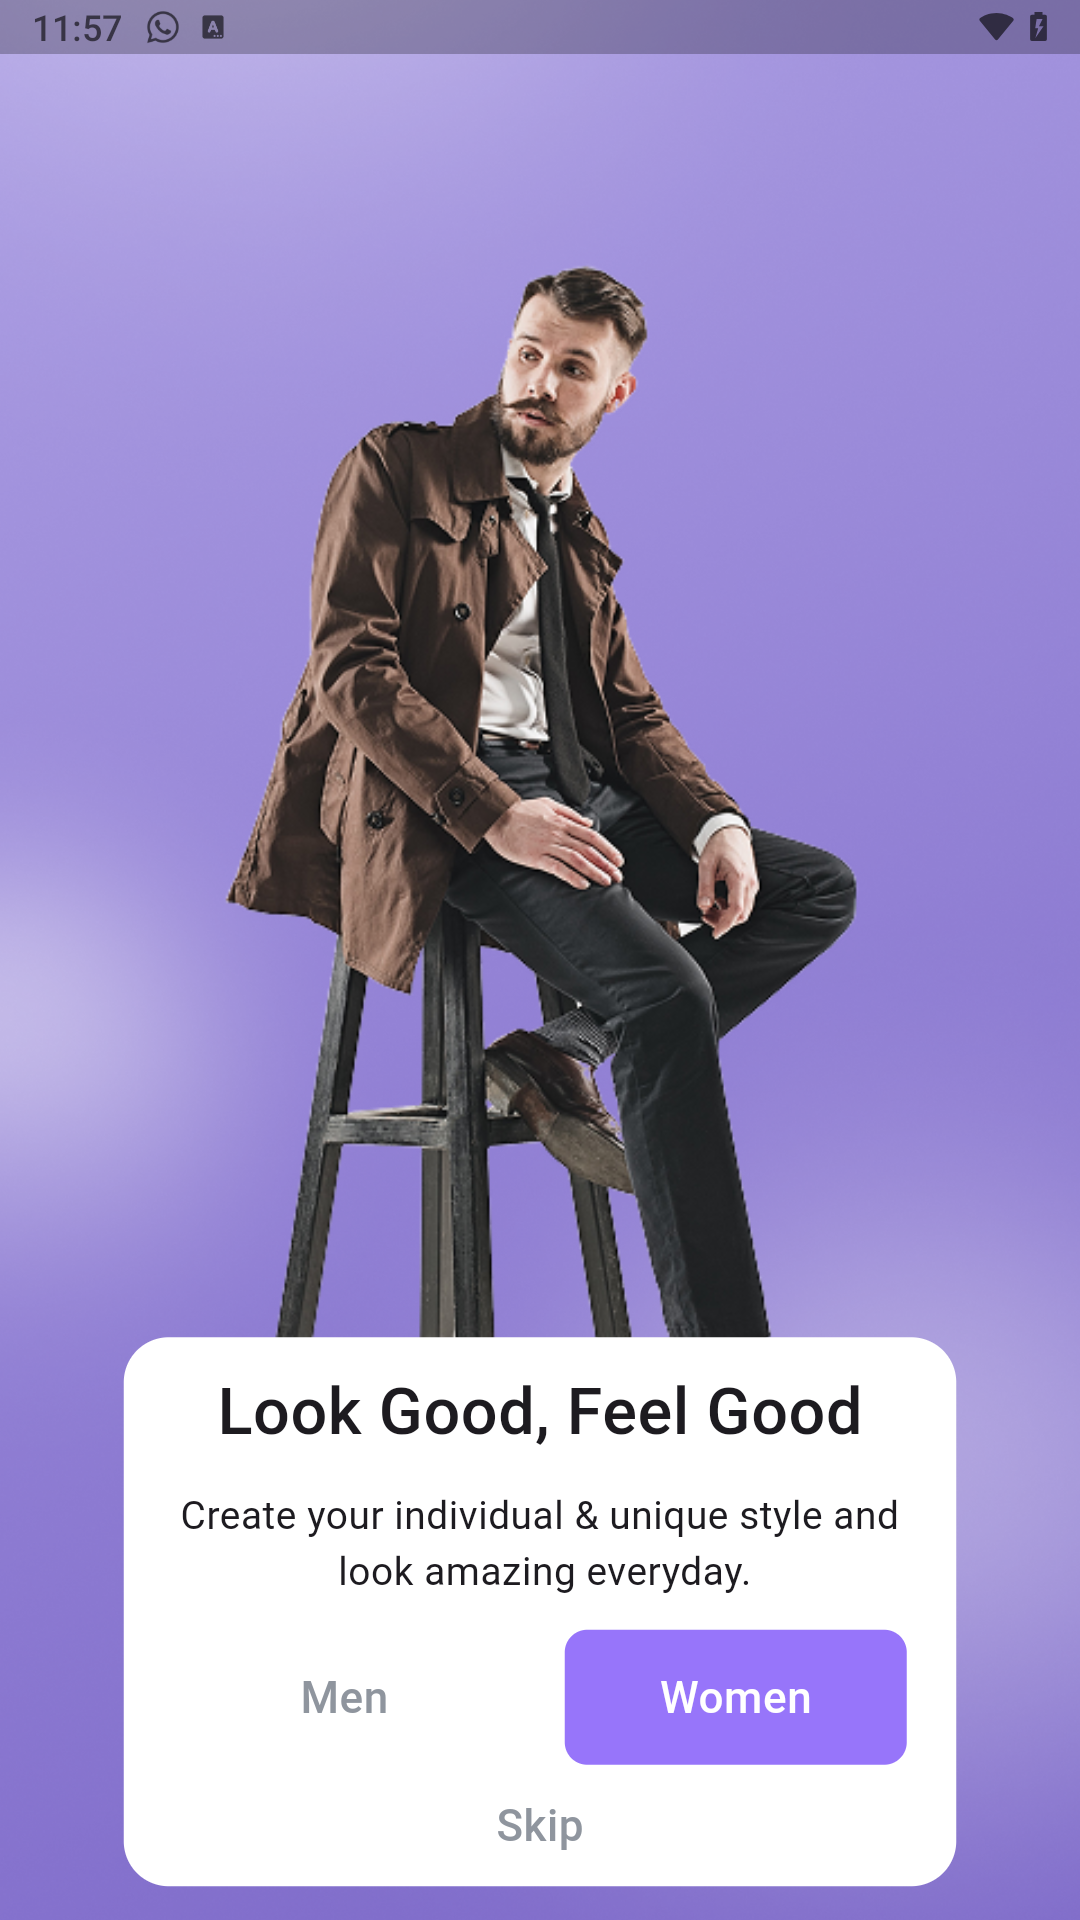 11:57
Look Good, Feel Good
Create your individual & unique style and
look amazing everyday.
Men Women
Skip